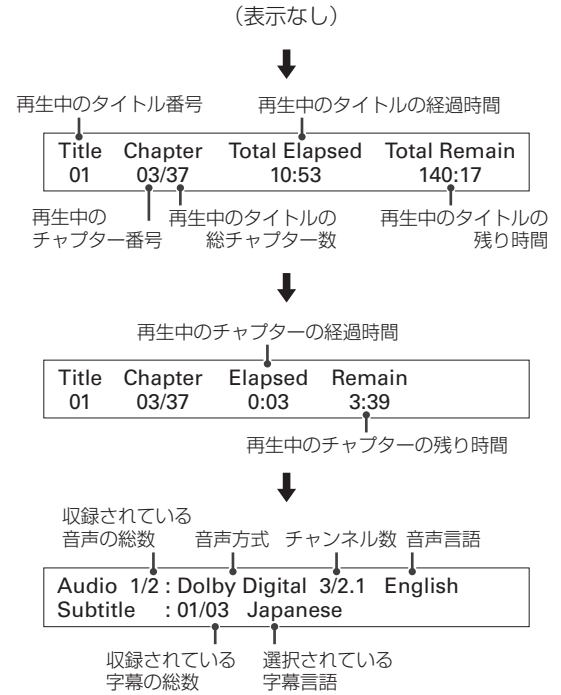 （表示なし）
再生中のタイトル番号 再生中のタイトルの経過時間
Title Chapter Total Elapsed Total Remain
01 03/37 10:53 140:17
再生中の
チャプター番号
再生中のタイトルの
総チャプター数
再生中のタイトルの
残り時間
再生中のチャプターの経過時間
Title Chapter Elapsed Remain
01 03/37 0:03 3:39
再生中のチャプターの残り時間
収録されている
音声の総数
音声方式 チャンネル数 音声言語
Audio 1/2 : Dolby Digital 3/2.1 English
Subtitle : 01/03 Japanese
収録されている
字幕の総数
選択されている
字幕言語